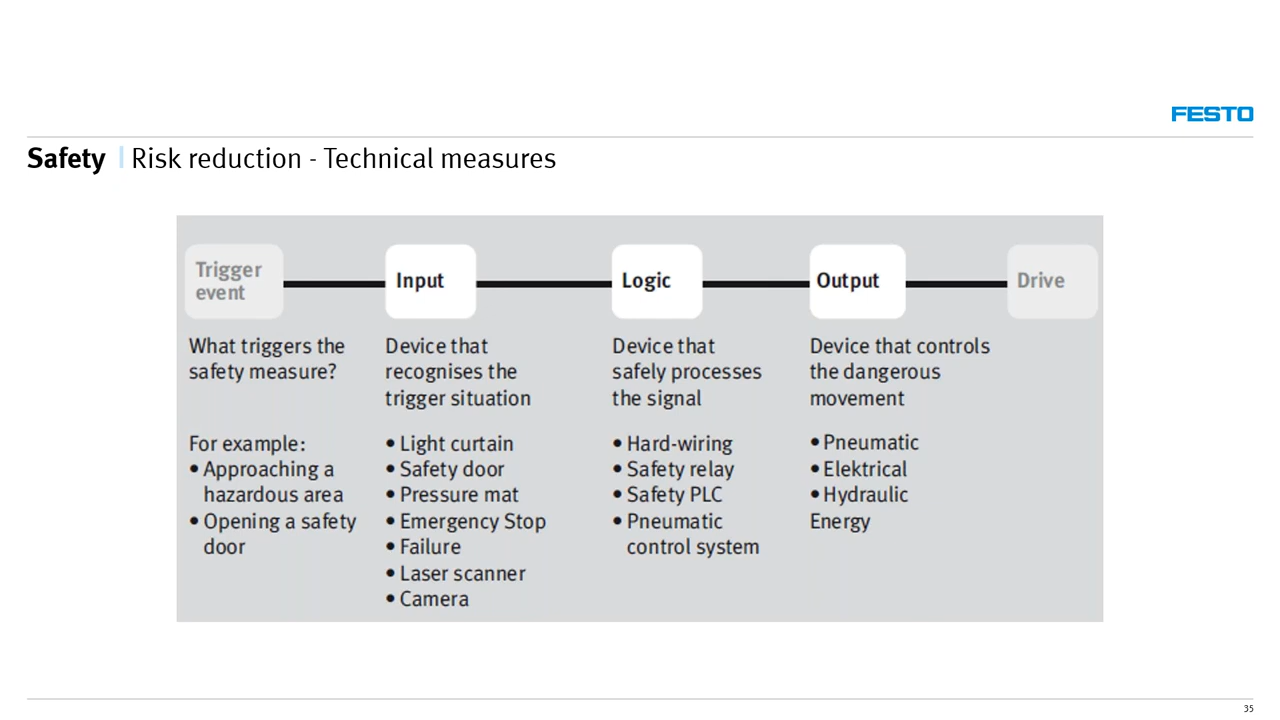 FESTO
Safety | Risk reduction - Technical measures
Trigger
event
Input
Logic
Output
Drive
What triggers the
safety measure?
For example:
• Approaching a
hazardous area
• Opening a safety
door
Device that
recognises the
trigger situation
• Light curtain
• Safety door
• Pressure mat
• Emergency Stop
• Failure
• Laser scanner
• Camera
Device that
safely processes
the signal
• Hard-wiring
• Safety relay
• Safety PLC
• Pneumatic
control system
Device that controls
the dangerous
movement
• Pneumatic
• Elektrical
• Hydraulic
Energy
35